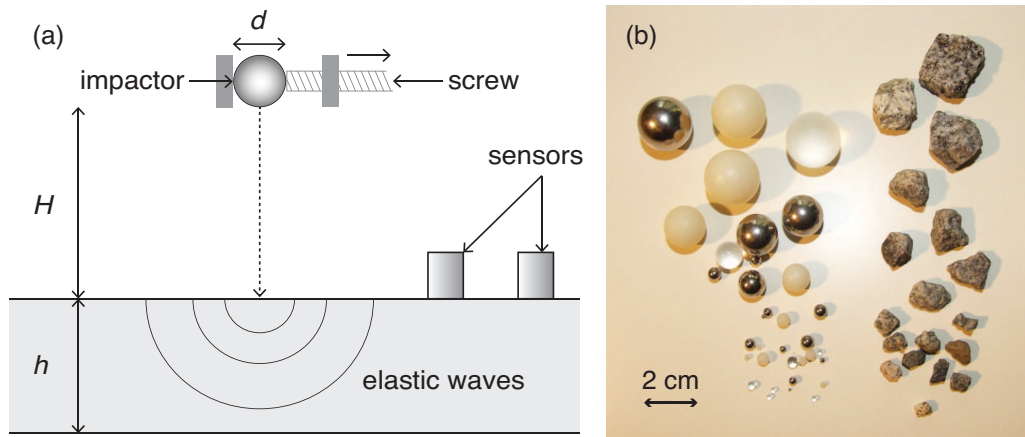 (a)
d
impactor
screw
sensors
H
h
elastic waves
(b)
2 cm